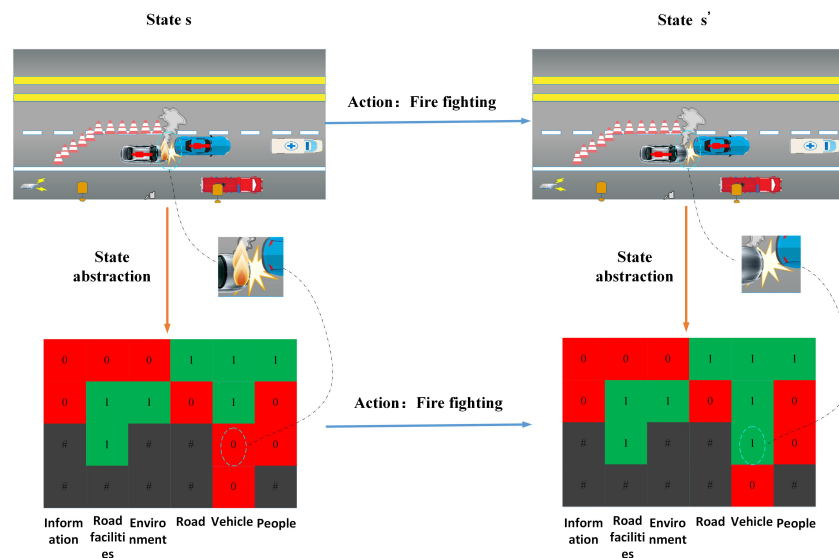 State s
State s’
Action：Fire fighting
State
abstraction
State
abstraction
0 0 0 1 1 1
0 1 1 0 1 0
# 1 # # 0 0
# # # # 0 #
Inform
ation
Road
faciliti
es
Enviro
nment
Road
Vehicle
People
Action：Fire fighting
0 0 0 1 1 1
0 1 1 0 1 0
# 1 # # 1 0
# # # # 0 #
Inform
ation
Road
faciliti
es
Enviro
nment
Road
Vehicle
People